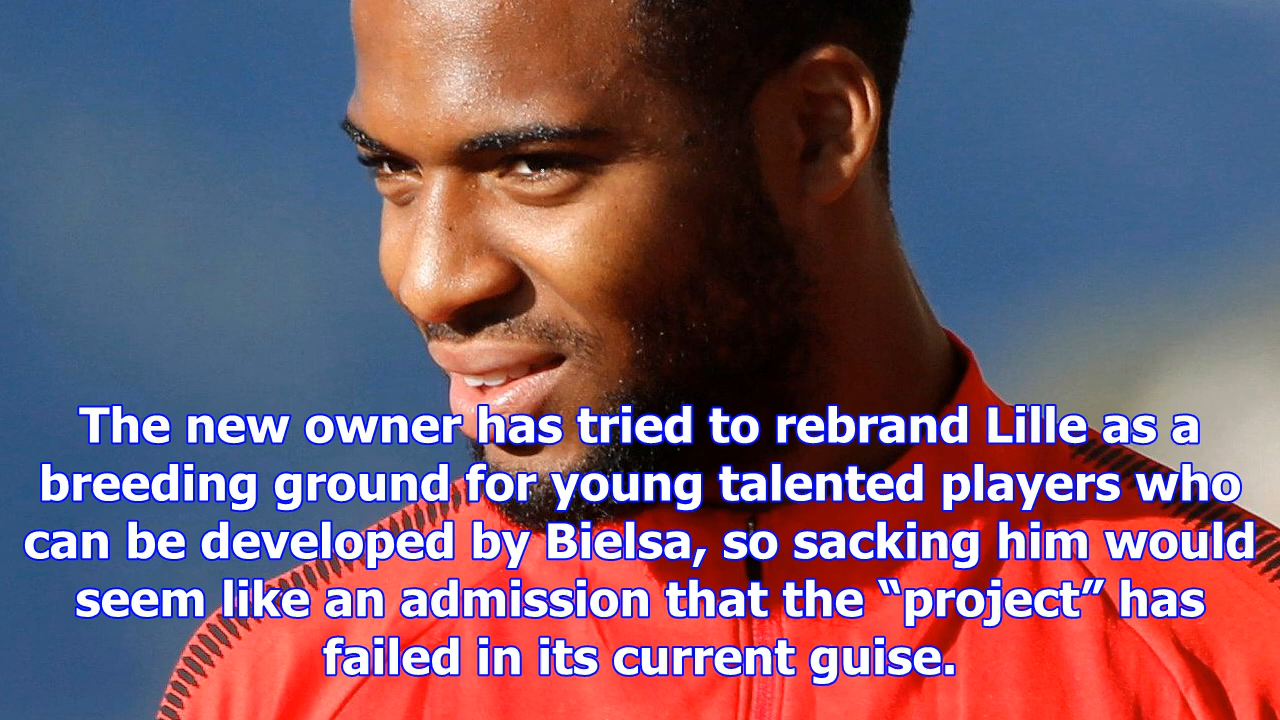 The new owner has tried to rebrand Lille as a
breeding ground for young talented players who
can be developed by Bielsa, so sacking him would
seem like an admission that the “project” has
failed in its current guise.